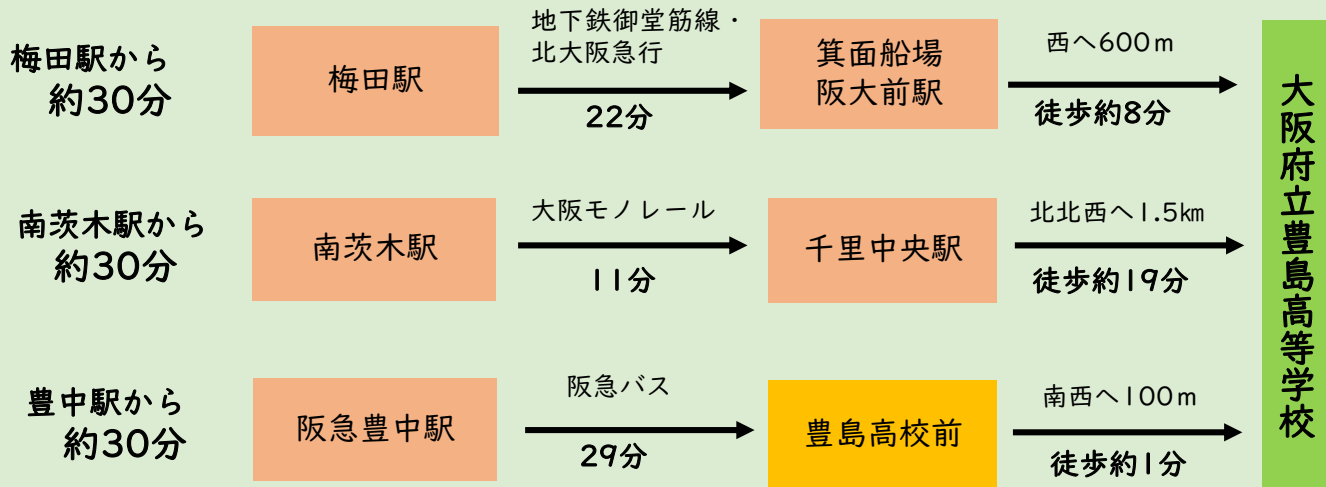 梅田駅から
約30分
梅田駅
地下鉄御堂筋線・
北大阪急行
22分
箕面船場
阪大前駅
西へ600m
徒歩約8分
南茨木駅から
約30分
南茨木駅
大阪モノレール
11分
千里中央駅
北北西へ1.5km
徒歩約19分
豊中駅から
約30分
阪急豊中駅
阪急バス
29分
豊島高校前
南西へ100m
徒歩約1分
大阪府立豊島高等学校